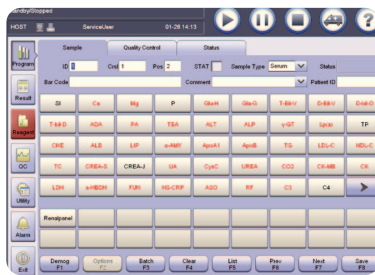 Standby/Stopped
HOST ServiceUser 01-28 14:13
Sample Quality Control Status
ID Cnd 1 Pos 2 STAT Sample Type Serum Status
Bar Code Comment Patient ID
Program
Result
Reagent
QC
Utility
Alarm
Exit
SI Ca Mg P Glu-H Glu-G T-Bil-V D-Bil-V
T-bil-D ADA PA TBA ALT ALP γ-GT TP
CHE ALB LIP α-AMY ApoA1 ApoB TG LDL-C HDL-C
TC CREA-S CREA-J UA CysC UREA CO2 CK-MB CK
LDH α-HBDH FUN HS-CRP ASO RF C3 C4
Renalpanel
Demog Options Batch Clear List Prev Next Save
F1 F2 F3 F4 F5 F6 F7 F8